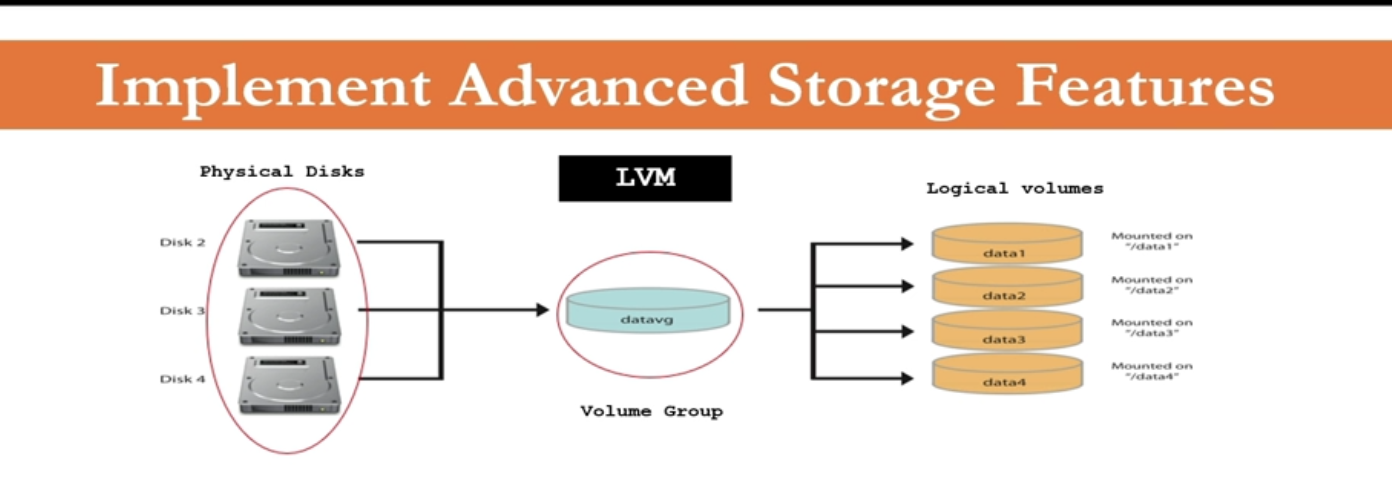 Implement Advanced Storage Features
Physical Disks
LVM
Logical volumes
Disk 2
Disk 3
Disk 4
datavg
Volume Group
data1
Mounted on
"/data1"
data2
Mounted on
"/data2"
data3
Mounted on
"/data3"
data4
Mounted on
"/data4"